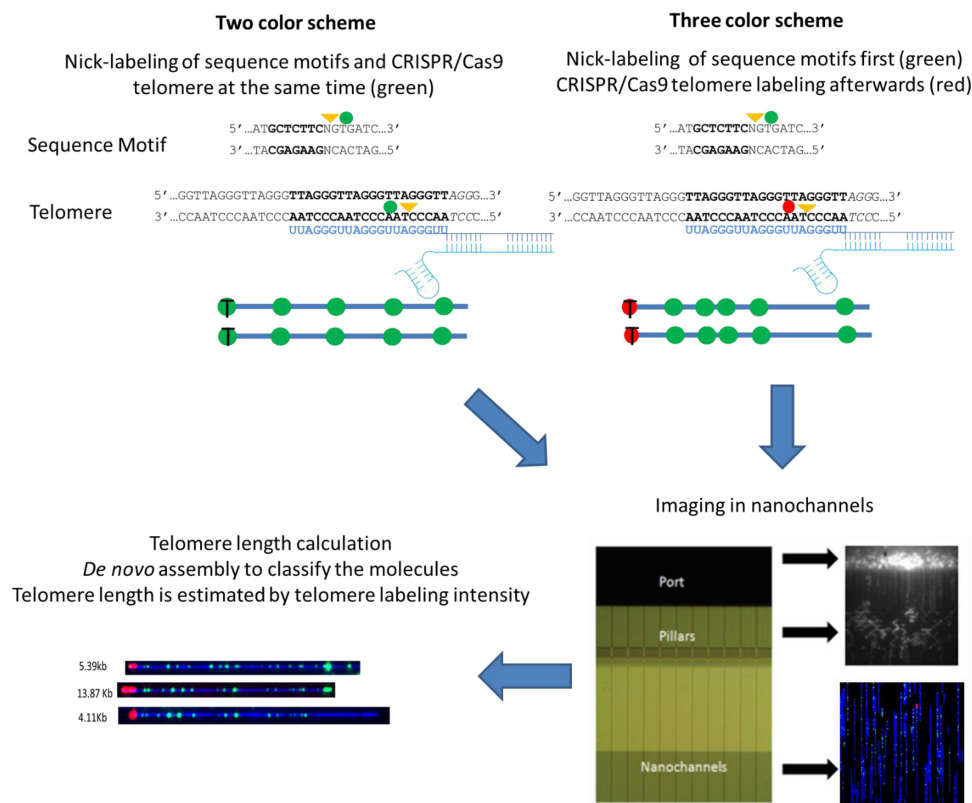 Two color scheme
Nick-labeling of sequence motifs and CRISPR/Cas9
telomere at the same time (green)
Sequence Motif
5’…ATGCTCTTCNGTGATC…3’
3’…TACGAGAAGNCACTAG…5’
Telomere
5’…GGTTAGGGTTAGGGTTAGGGTTAGGGTTAGGGTTAGGG…3’
3’…CCAATCCCAATCCCAATCCCAATCCCAATCCCAATCCC…5’
UUAGGGUUAGGGUUAGGGUU
T
T
Three color scheme
Nick-labeling of sequence motifs first (green)
CRISPR/Cas9 telomere labeling afterwards (red)
5’…ATGCTCTTCNGTGATC…3’
3’…TACGAGAAGNCACTAG…5’
5’…GGTTAGGGTTAGGGTTAGGGTTAGGGTTAGGGTTAGGG…3’
3’…CCAATCCCAATCCCAATCCCAATCCCAATCCCAATCCC…5’
UUAGGGUUAGGGUUAGGGUU
T
T
Imaging in nanochannels
Port
Pillars
Nanochannels
Telomere length calculation
De novo assembly to classify the molecules
Telomere length is estimated by telomere labeling intensity
5.39kb
13.87 Kb
4.11Kb